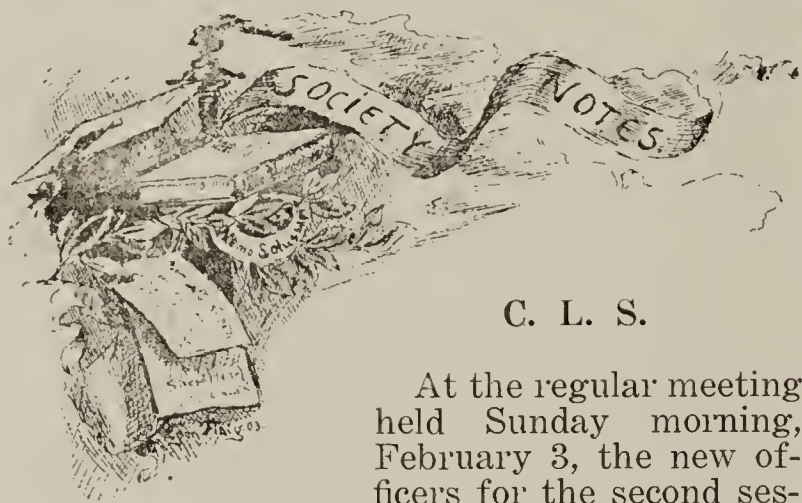 SOCIETY NOTES
C. L. S.
At the regular meeting
held Sunday morning,
February 3, the new of-
ficers for the second ses-